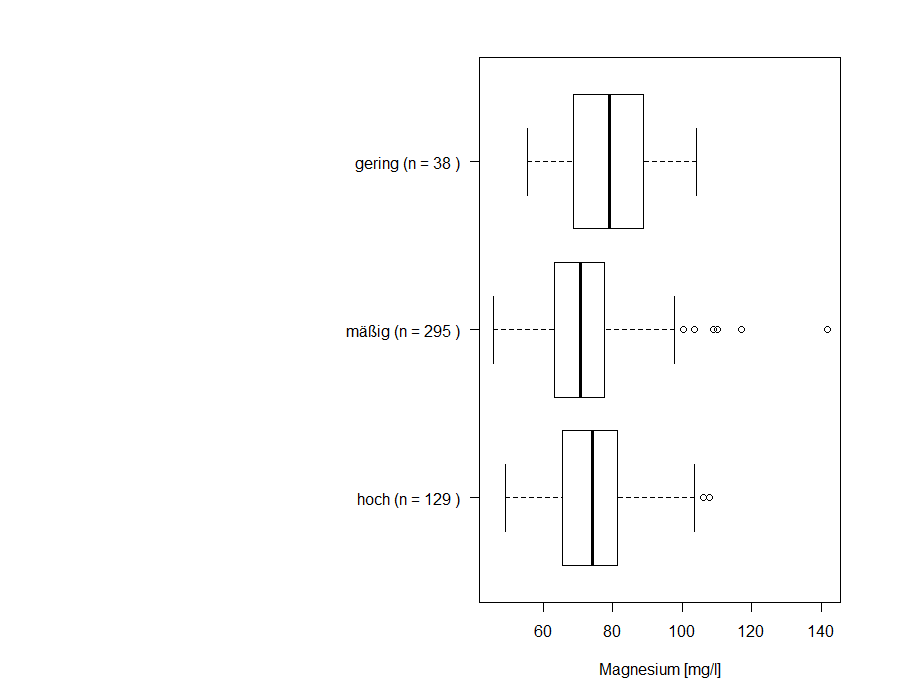 gering (n = 38 )
mäßig (n = 295 )
hoch (n = 129 )
60 80 100 120 140
Magnesium [mg/l]